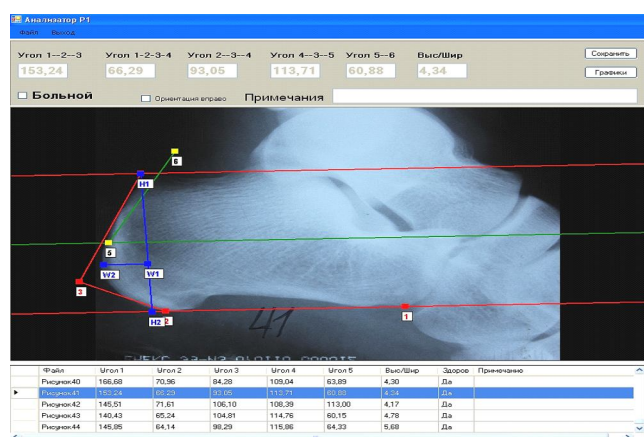 Анализатор P1
Файл Выход
Угол 1--2--3 Угол 1-2-3-4 Угол 2--3--4 Угол 4--3--5 Угол 5--6 Выс/Шир
153,24 66,29 93,05 113,71 60,88 4,34
Сохранить
Графики
Больной Ориентация вправо Примечания
6
H1
5
W2 W1
3
H2 2
1
41
Файл Угол 1 Угол 2 Угол 3 Угол 4 Угол 5 Выс/Шир Здоров Примечание
Рисунок40 166,68 70,96 84,28 109,04 63,89 4,30 Да
Рисунок41 153,24 66,29 93,05 113,71 60,88 4,34 Да
Рисунок42 145,51 71,61 106,10 108,39 113,00 4,17 Да
Рисунок43 140,43 65,24 104,81 114,76 60,15 4,78 Да
Рисунок44 145,85 64,14 98,29 115,86 64,33 5,68 Да